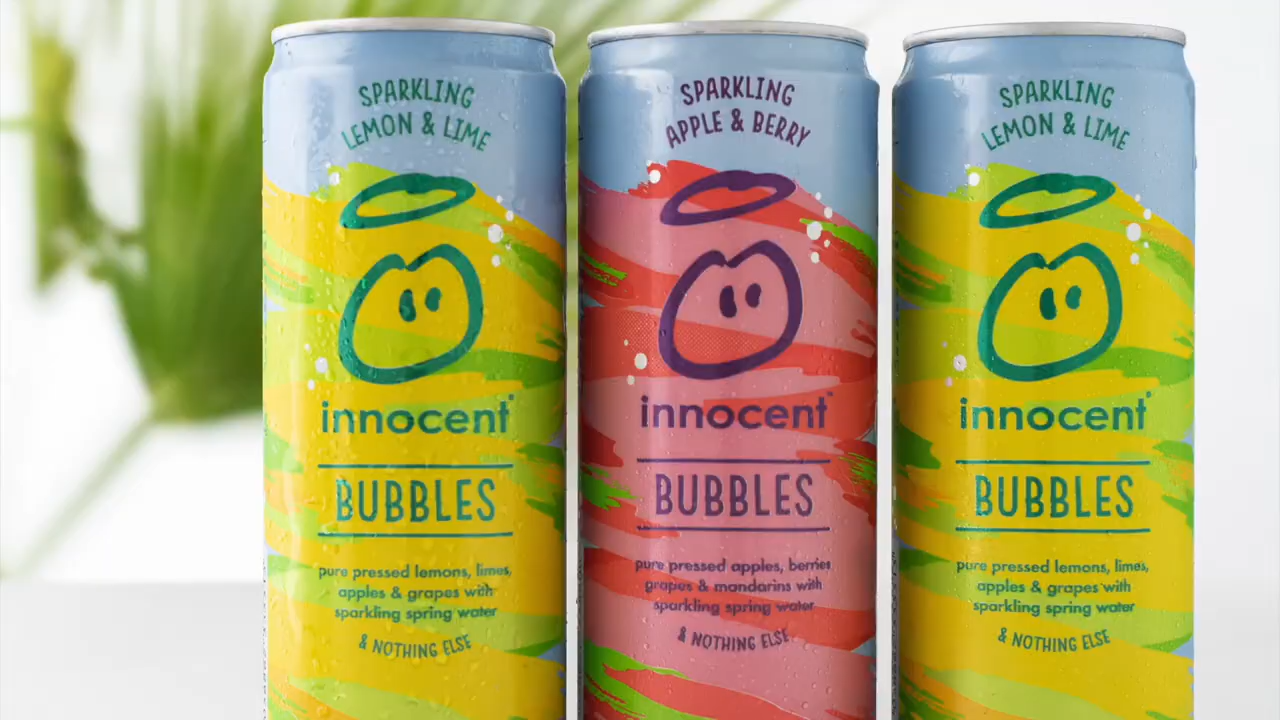 SPARKLING
LEMON & LIME
innocent
BUBBLES
pure pressed lemons, limes,
apples & grapes with
sparkling spring water
& NOTHING ELSE
SPARKLING
APPLE & BERRY
innocent
BUBBLES
pure pressed apples, berries
grapes & mandarins with
sparkling spring water
& NOTHING ELSE
SPARKLING
LEMON & LIME
innocent
BUBBLES
pure pressed lemons, limes,
apples & grapes with
sparkling spring water
& NOTHING ELSE